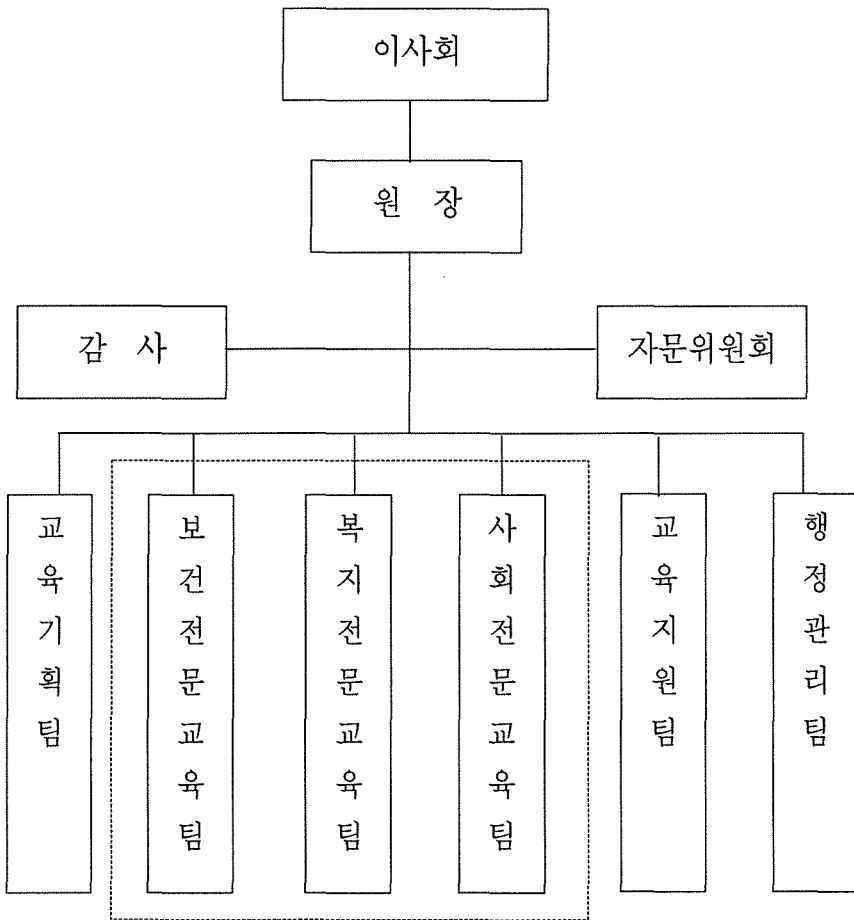 이사회
원 장
감 사
자문위원회
교육기획팀
보건전문교육팀
복지전문교육팀
사회전문교육팀
교육지원팀
행정관리팀